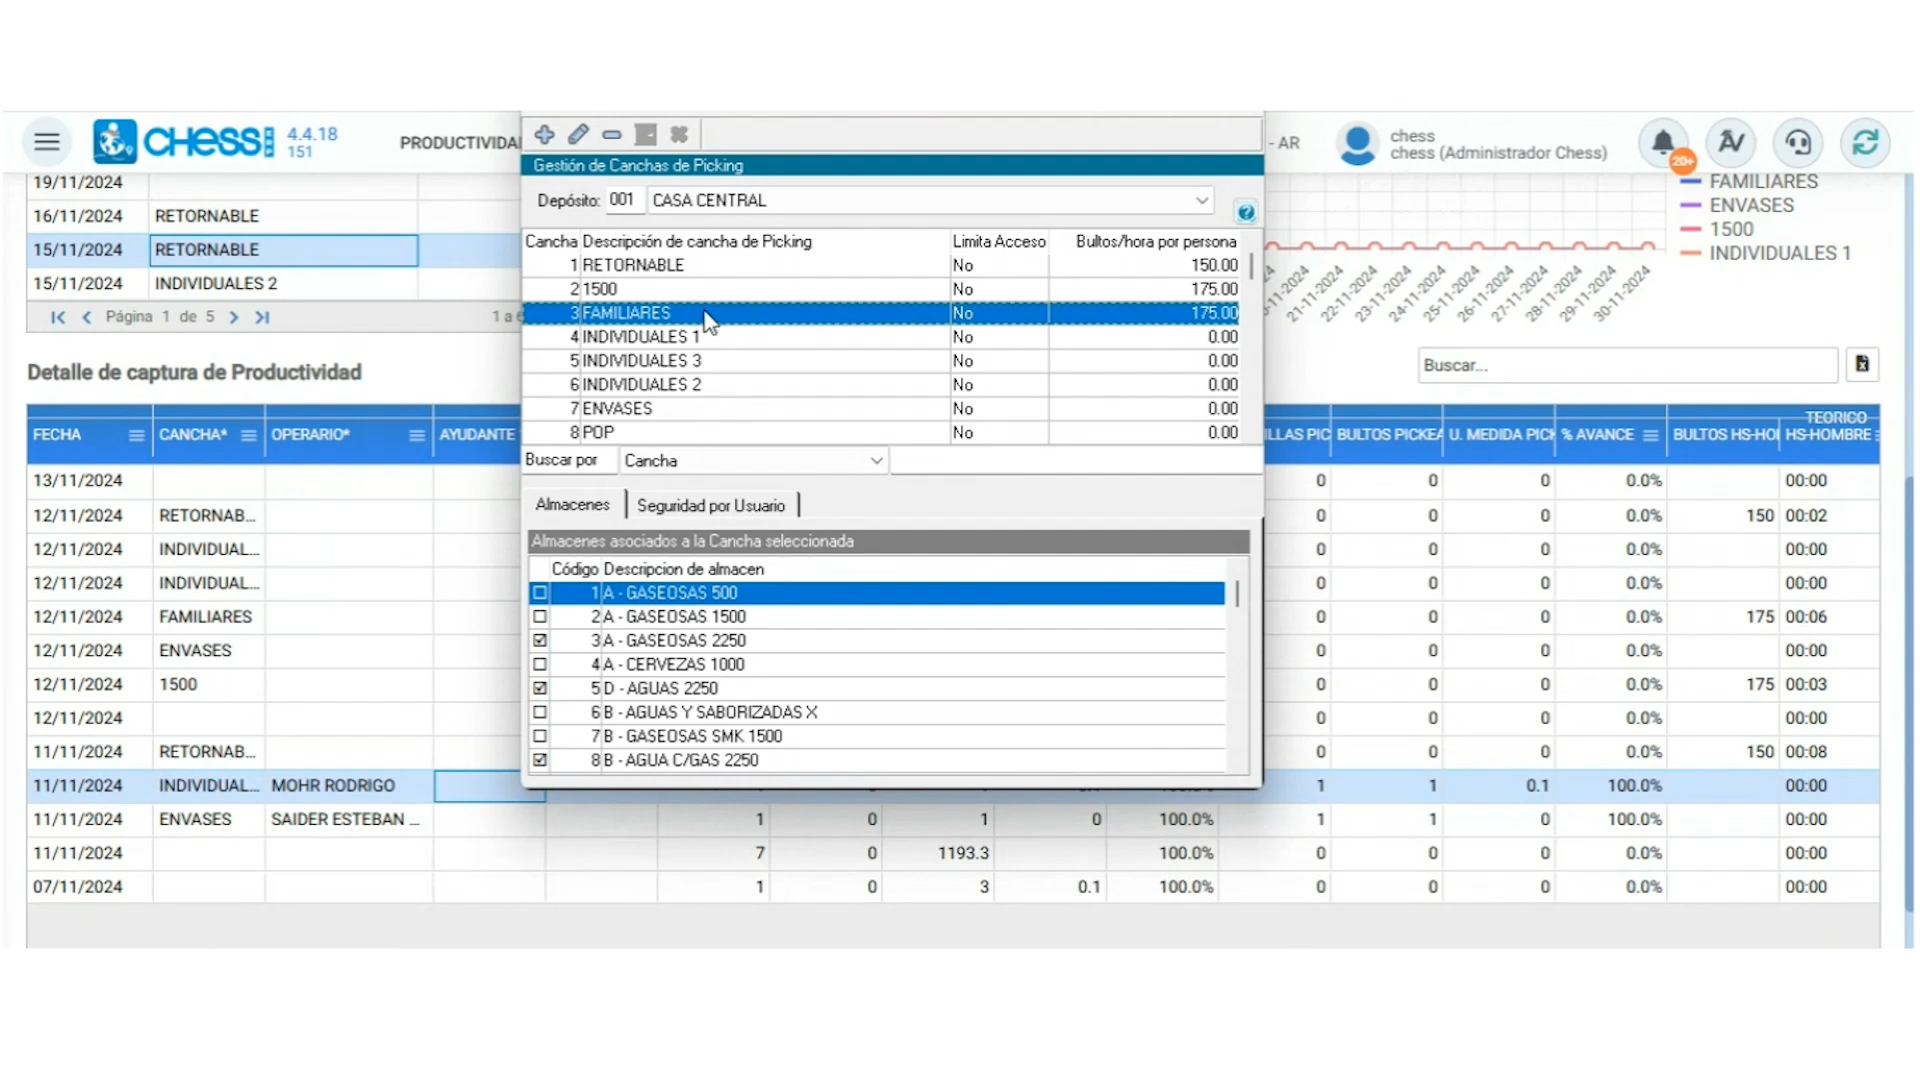 CHESS ERP 4.4.18
151
PRODUCTIVIDA
- AR
chess
chess (Administrador Chess)
20+
Gestión de Canchas de Picking
Depósito: 001 CASA CENTRAL
Cancha Descripción de cancha de Picking Limita Acceso Bultos/hora por persona
1 RETORNABLE No 150.00
2 1500 No 175.00
3 FAMILIARES No 175.00
4 INDIVIDUALES 1 No 0.00
5 INDIVIDUALES 3 No 0.00
6 INDIVIDUALES 2 No 0.00
7 ENVASES No 0.00
8 POP No 0.00
Buscar por Cancha
Almacenes Seguridad por Usuario
Almacenes asociados a la Cancha seleccionada
Código Descripcion de almacen
1 A - GASEOSAS 500
2 A - GASEOSAS 1500
3 A - GASEOSAS 2250
4 A - CERVEZAS 1000
5 D - AGUAS 2250
6 B - AGUAS Y SABORIZADAS X
7 B - GASEOSAS SMK 1500
8 B - AGUA C/GAS 2250
19/11/2024
16/11/2024 RETORNABLE
15/11/2024 RETORNABLE
15/11/2024 INDIVIDUALES 2
Página 1 de 5
1 a
FAMILIARES
ENVASES
1500
INDIVIDUALES 1
-11-2024
21-11-2024
22-11-2024
23-11-2024
24-11-2024
25-11-2024
26-11-2024
27-11-2024
28-11-2024
29-11-2024
30-11-2024
Detalle de captura de Productividad
Buscar...
TEORICO
FECHA CANCHA* OPERARIO* AYUDANTE ILLAS PIC BULTOS PICKEA U. MEDIDA PICK % AVANCE BULTOS HS-HO HS-HOMBRE
13/11/2024 0 0 0 0.0% 00:00
12/11/2024 RETORNAB... 0 0 0 0.0% 150 00:02
12/11/2024 INDIVIDUAL... 0 0 0 0.0% 00:00
12/11/2024 INDIVIDUAL... 0 0 0 0.0% 00:00
12/11/2024 FAMILIARES 0 0 0 0.0% 175 00:06
12/11/2024 ENVASES 0 0 0 0.0% 00:00
12/11/2024 1500 0 0 0 0.0% 175 00:03
12/11/2024 0 0 0 0.0% 00:00
11/11/2024 RETORNAB... 0 0 0 0.0% 150 00:08
11/11/2024 INDIVIDUAL... MOHR RODRIGO 1 1 0.1 100.0% 00:00
11/11/2024 ENVASES SAIDER ESTEBAN ... 1 0 1 0 100.0% 1 1 0 100.0% 00:00
11/11/2024 7 0 1193.3 100.0% 0 0 0 0.0% 00:00
07/11/2024 1 0 3 0.1 100.0% 0 0 0 0.0% 00:00